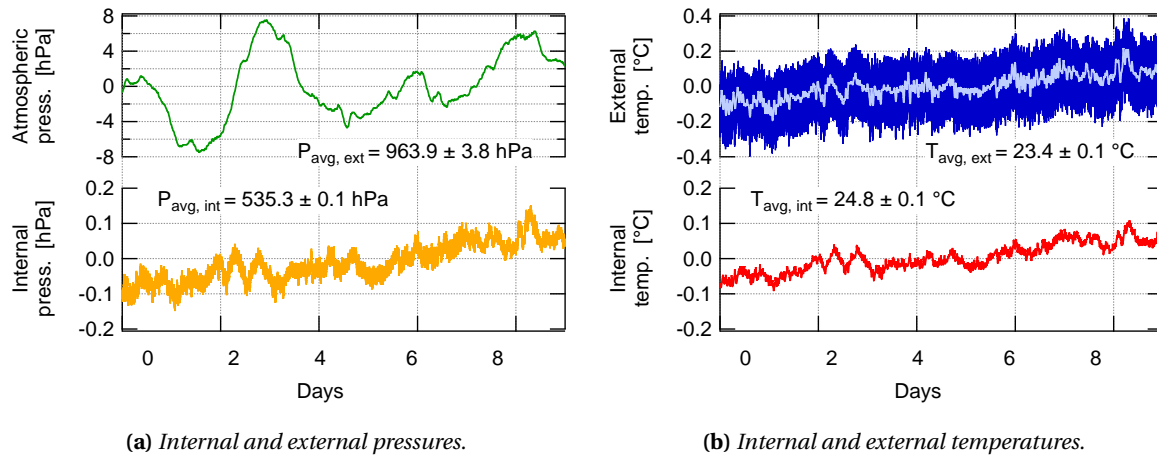 Atmospheric
press. [hPa]
8
4
0
-4
-8
P avg, ext = 963.9 ± 3.8 hPa
Internal
press. [hPa]
0.2
0.1
0.0
-0.1
-0.2
P avg, int = 535.3 ± 0.1 hPa
0 2 4 6 8
Days
(a) Internal and external pressures.
External
temp. [°C]
0.4
0.2
0.0
-0.2
-0.4
T avg, ext = 23.4 ± 0.1 °C
Internal
temp. [°C]
0.2
0.1
0.0
-0.1
-0.2
T avg, int = 24.8 ± 0.1 °C
0 2 4 6 8
Days
(b) Internal and external temperatures.